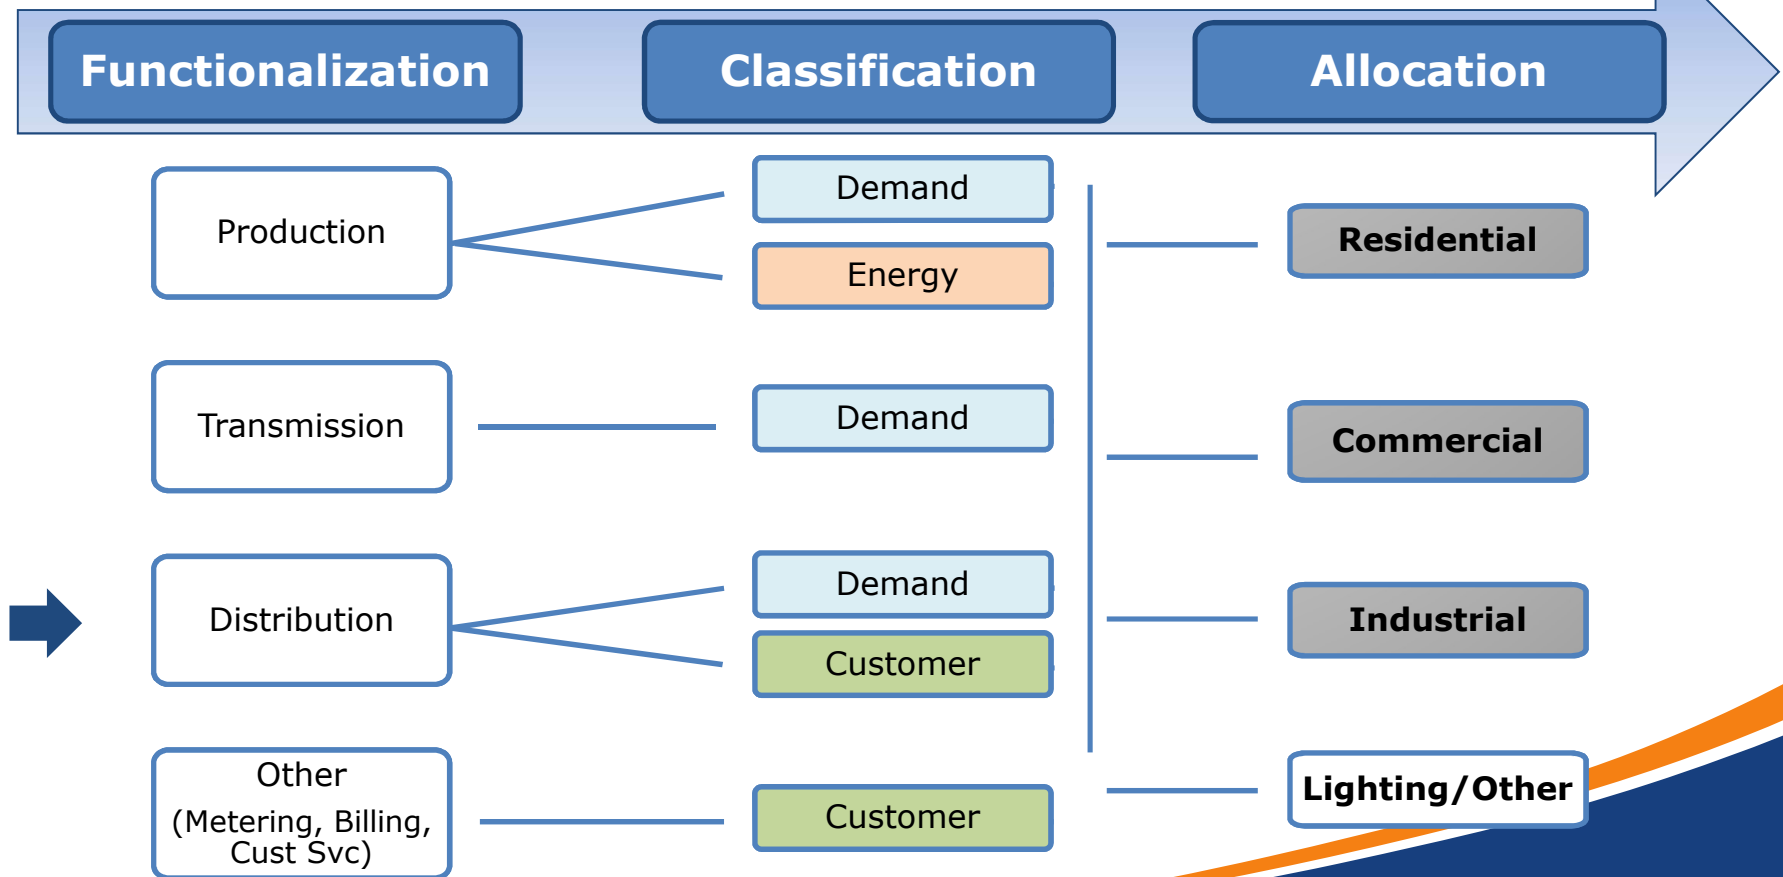 Functionalization
Classification
Allocation
Production
Demand
Energy
Residential
Transmission
Demand
Commercial
Distribution
Demand
Customer
Industrial
Other
(Metering, Billing,
Cust Svc)
Customer
Lighting/Other